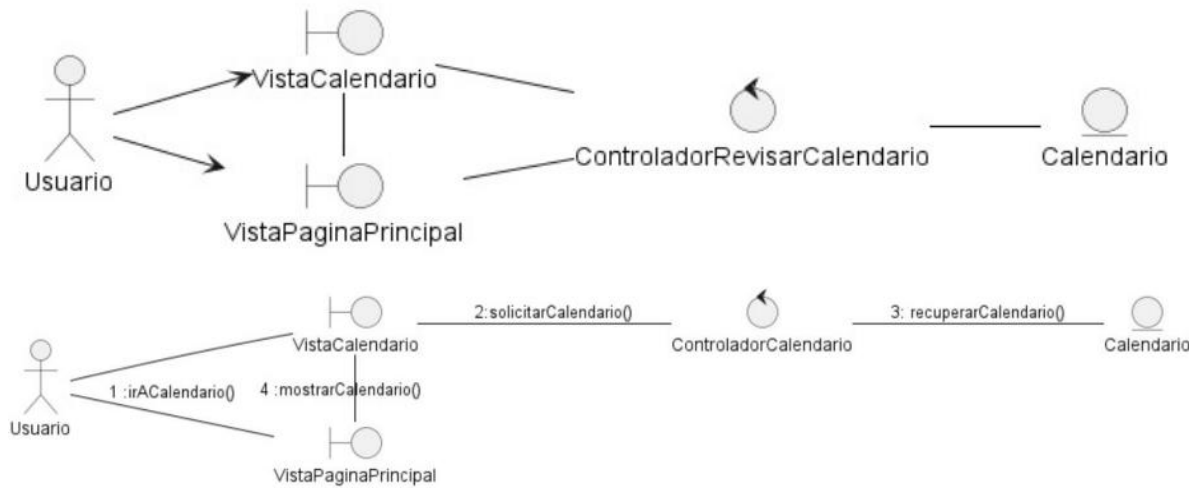 VistaCalendario
Usuario
ControladorRevisarCalendario
Calendario
VistaPaginaPrincipal
2:solicitarCalendario()
3: recuperarCalendario()
VistaCalendario
ControladorCalendario
Calendario
1 :irACalendario()
4 :mostrarCalendario()
Usuario
VistaPaginaPrincipal